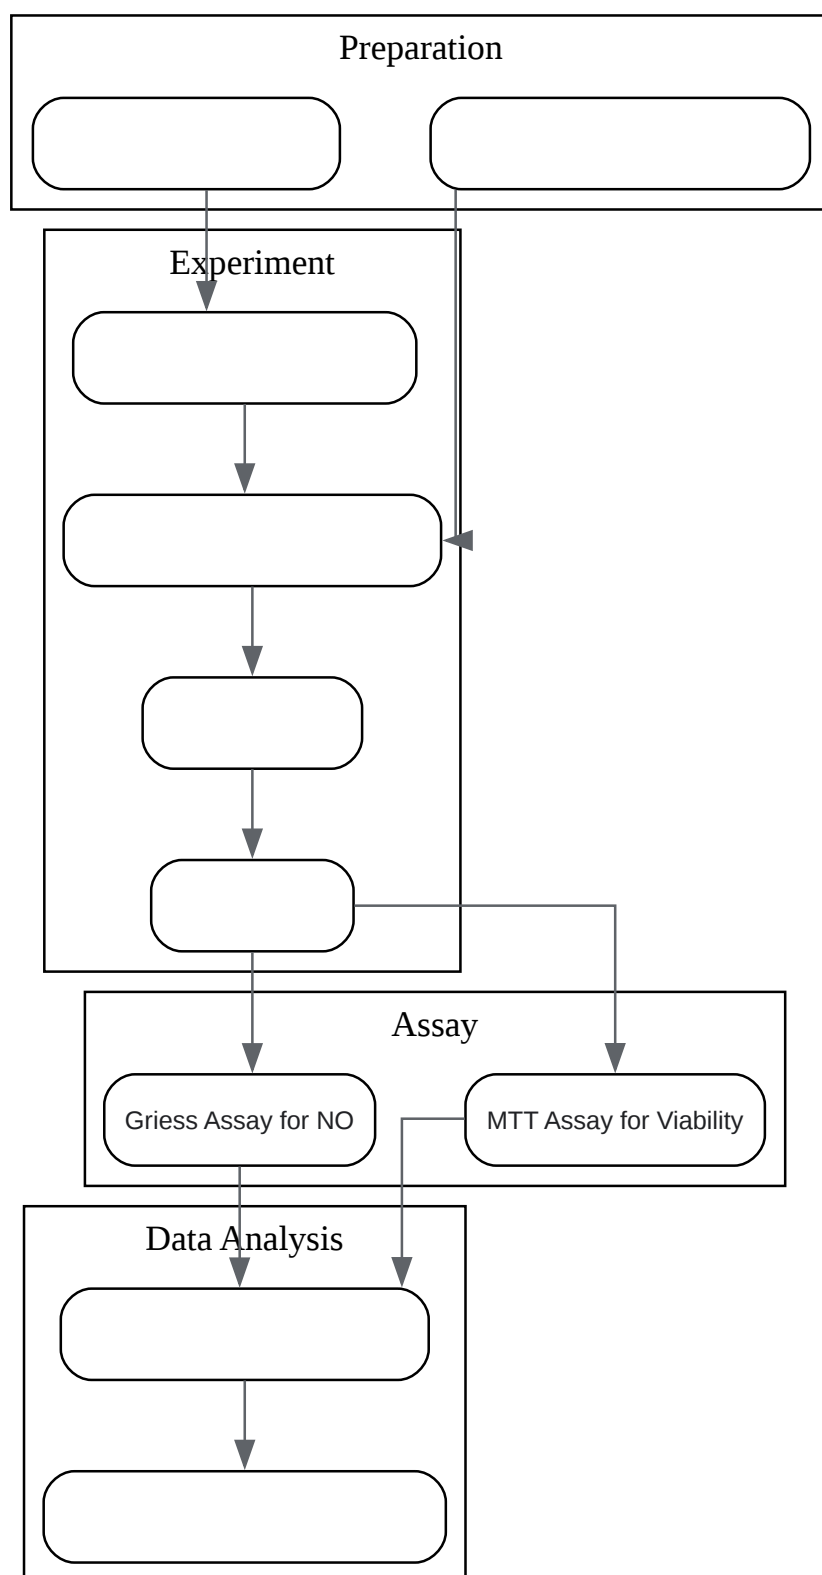 Preparation
Experiment
Assay
Griess Assay for NO
MTT Assay for Viability
Data Analysis